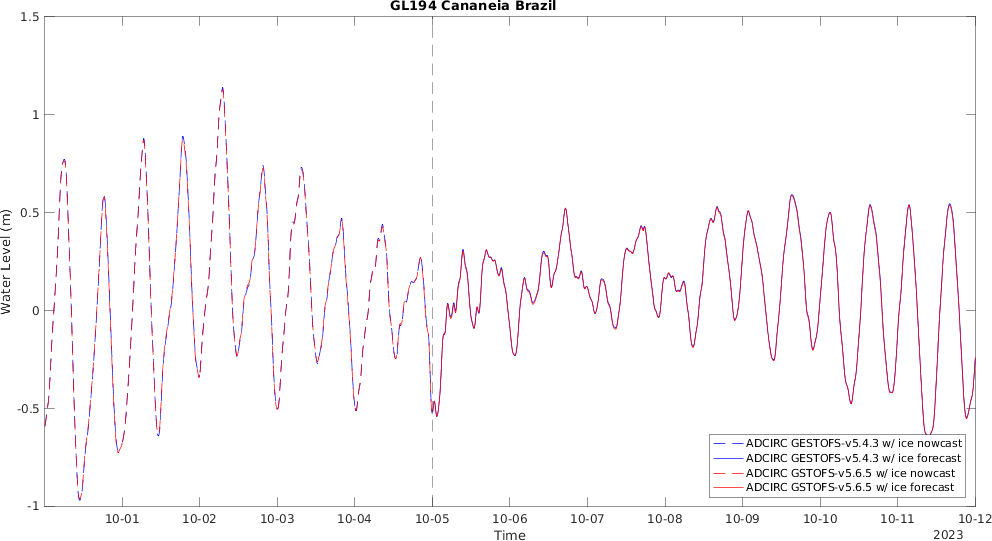 GL194 Cananeia Brazil
1.5
1
0.5
0
-0.5
-1
Water Level (m)
ADCIRC GESTOFS-v5.4.3 w/ ice nowcast
ADCIRC GESTOFS-v5.4.3 w/ ice forecast
ADCIRC GSTOFS-v5.6.5 w/ ice nowcast
ADCIRC GSTOFS-v5.6.5 w/ ice forecast
10-01 10-02 10-03 10-04 10-05 10-06 10-07 10-08 10-09 10-10 10-11 10-12
Time
2023